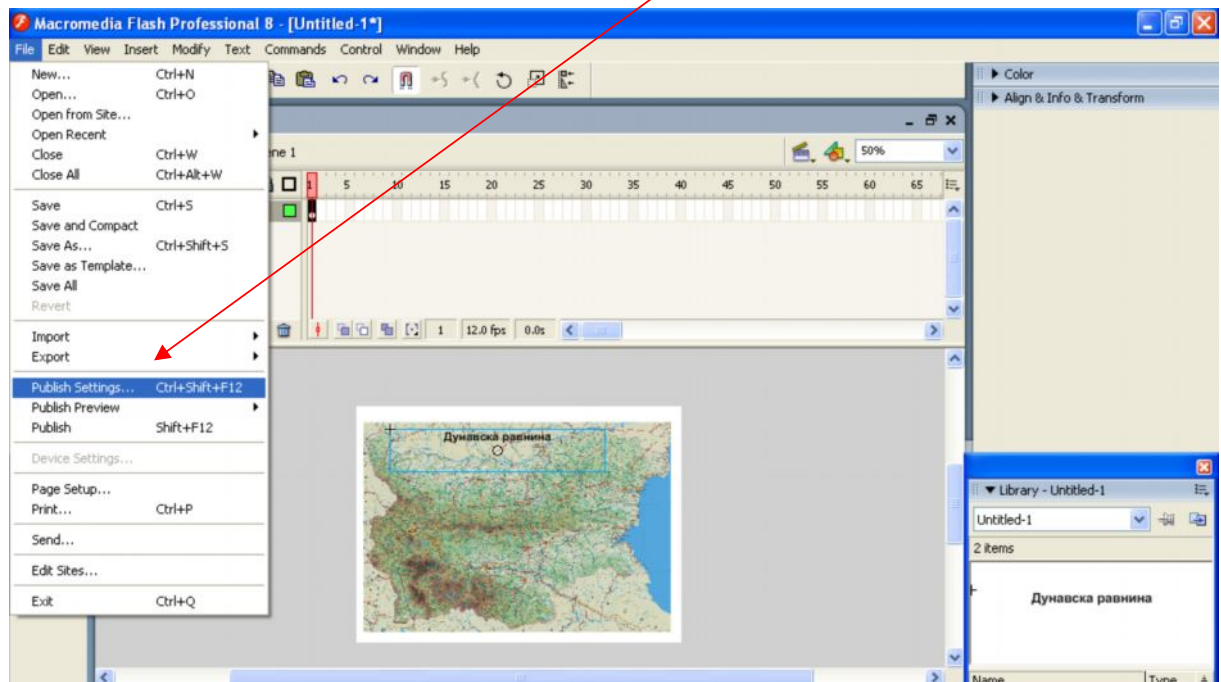 Macromedia Flash Professional 8 - [Untitled-1*]
File Edit View Insert Modify Text Commands Control Window Help
New... Ctrl+N
Open... Ctrl+O
Open from Site...
Open Recent
Close Ctrl+W
Close All Ctrl+Alt+W
Save Ctrl+S
Save and Compact
Save As... Ctrl+Shift+S
Save as Template...
Save All
Revert
Import
Export
Publish Settings... Ctrl+Shift+F12
Publish Preview
Publish Shift+F12
Device Settings...
Page Setup...
Print... Ctrl+P
Send...
Edit Sites...
Exit Ctrl+Q
ene 1
50%
1 5 10 15 20 25 30 35 40 45 50 55 60 65
1 12.0 fps 0.0s
Дунавска равнина
Color
Align & Info & Transform
Library - Untitled-1
Untitled-1
2 items
Дунавска равнина
Name Type